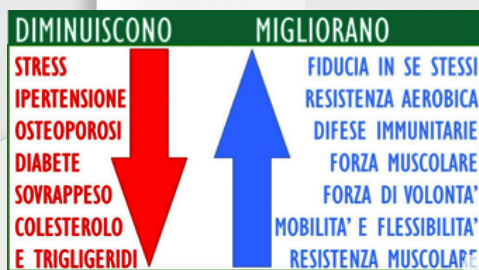 DIMINUISCONO MIGLIORANO
STRESS FIDUCIA IN SE STESSI
IPERTENSIONE RESISTENZA AEROBICA
OSTEOPOROSI DIFESE IMMUNITARIE
DIABETE FORZA MUSCOLARE
SOVRAPPESO FORZA DI VOLONTA'
COLESTEROLO MOBILITA' E FLESSIBILITA'
E TRIGLIGERIDI RESISTENZA MUSCOLARE